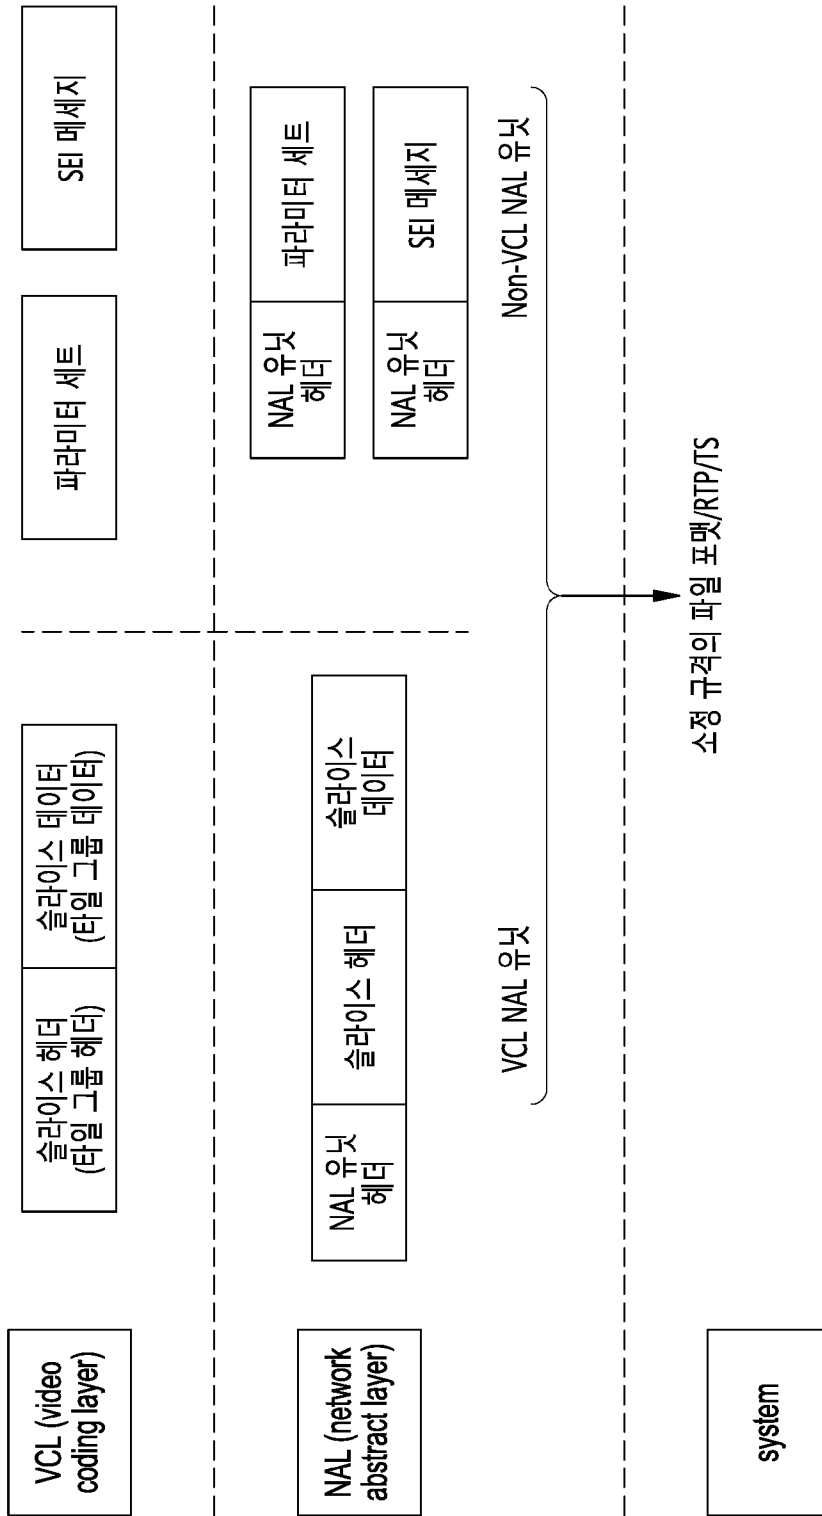 VCL (video
coding layer)
슬라이스 헤더
(타일 그룹 헤더)
슬라이스 데이터
(타일 그룹 데이터)
파라미터 세트
SEI 메세지
NAL (network
abstract layer)
NAL 유닛
헤더
슬라이스 헤더
슬라이스
데이터
NAL 유닛
헤더
파라미터 세트
NAL 유닛
헤더
SEI 메세지
VCL NAL 유닛
Non-VCL NAL 유닛
system
소정 규격의 파일 포맷/RTP/TS